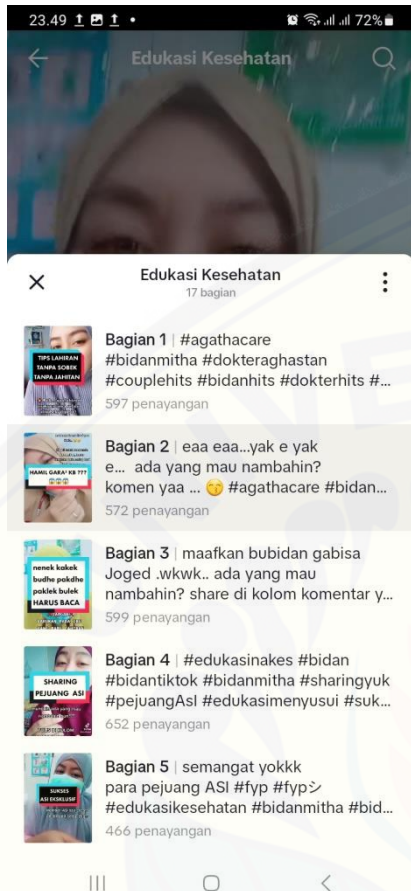 23.49
72%
Edukasi Kesehatan
Edukasi Kesehatan
17 bagian
TIPS LAHIRAN
TANPA SOBEK
TANPA JAHITAN
Bagian 1 | #agathacare
#bidanmitha #dokteraghastan
#couplehits #bidanhits #dokterhits #...
597 penayangan
HAMIL GARA² KB ???
Bagian 2 | eaa eaa...yak e yak
e... ada yang mau nambahin?
komen yaa ... 😙 #agathacare #bidan...
572 penayangan
nenek kakek
budhe pakdhe
paklek bulek
HARUS BACA
Bagian 3 | maafkan bubidan gabisa
Joged .wkwk.. ada yang mau
nambahin? share di kolom komentar y...
599 penayangan
SHARING
PEJUANG ASI
Bagian 4 | #edukasinakes #bidan
#bidantiktok #bidanmitha #sharingyuk
#pejuangAsI #edukasimenyusui #suk...
652 penayangan
SUKSES
ASI EKSKLUSIF
Bagian 5 | semangat yokkk
para pejuang ASI #fyp #fypシ
#edukasikesehatan #bidanmitha #bid...
466 penayangan